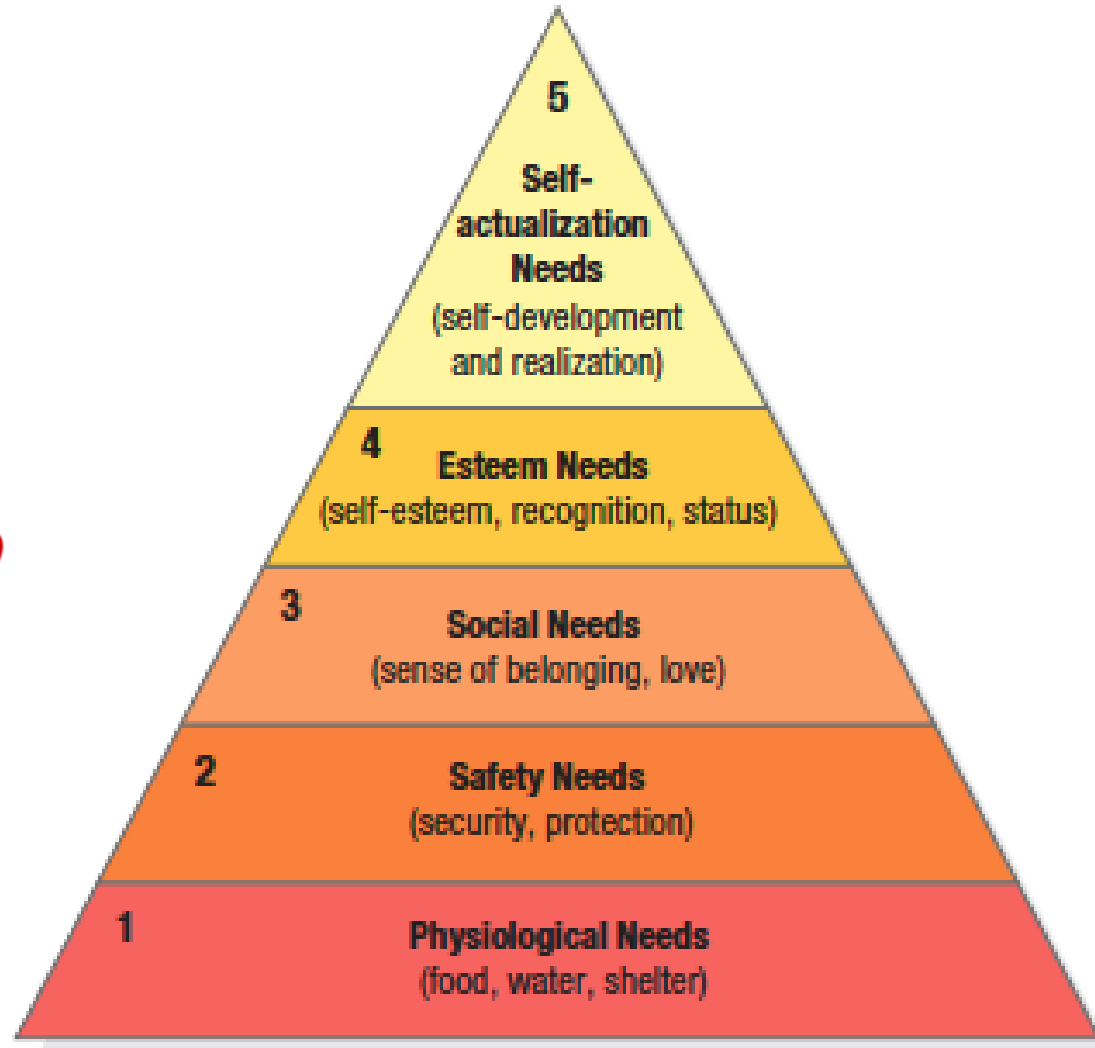 5
Self-
actualization
Needs
(self-development
and realization)
4
Esteem Needs
(self-esteem, recognition, status)
3
Social Needs
(sense of belonging, love)
2
Safety Needs
(security, protection)
1
Physiological Needs
(food, water, shelter)